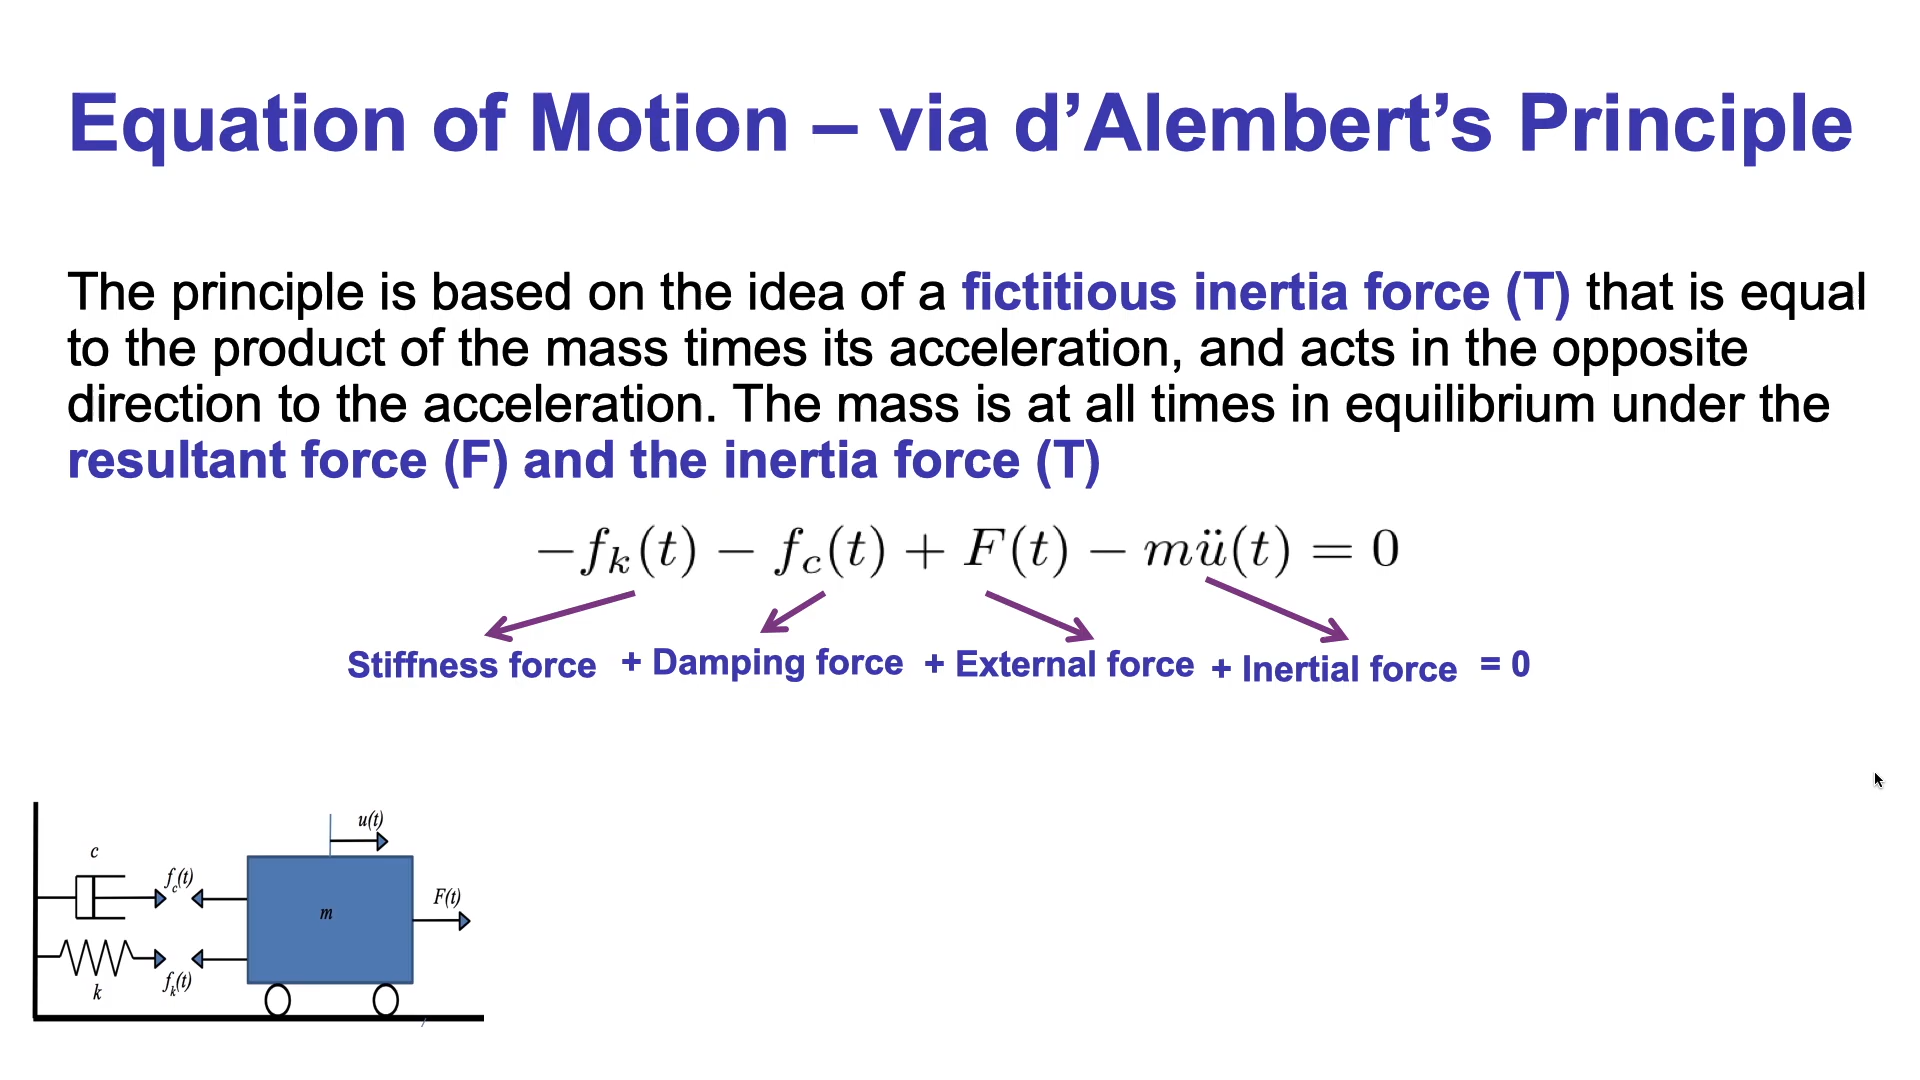 Equation of Motion – via d’Alembert’s Principle
The principle is based on the idea of a fictitious inertia force (T) that is equal
to the product of the mass times its acceleration, and acts in the opposite
direction to the acceleration. The mass is at all times in equilibrium under the
resultant force (F) and the inertia force (T)
−f_k(t) − f_c(t) + F(t) − mü(t) = 0
Stiffness force + Damping force + External force + Inertial force = 0
u(t)
c
f_c(t)
F(t)
m
f_k(t)
k